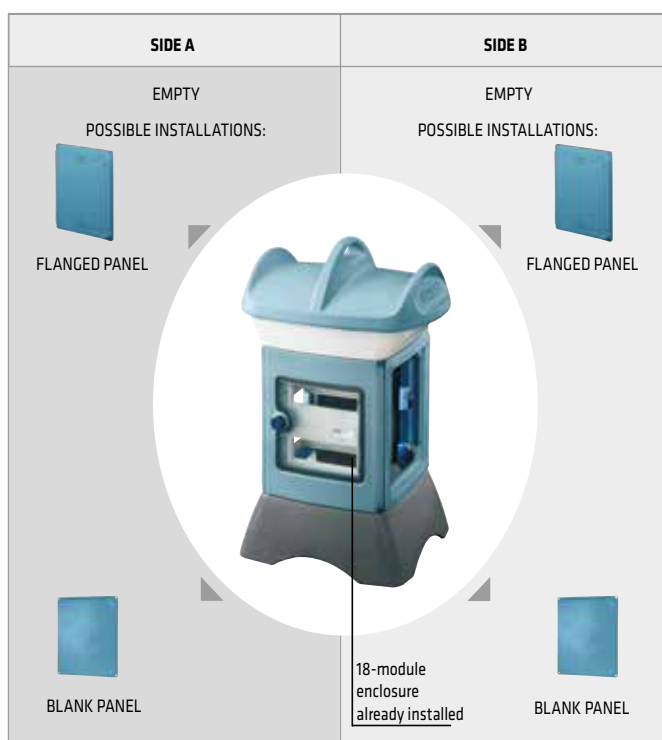 SIDE A
SIDE B
EMPTY
POSSIBLE INSTALLATIONS:
FLANGED PANEL
BLANK PANEL
EMPTY
POSSIBLE INSTALLATIONS:
FLANGED PANEL
BLANK PANEL
18-module
enclosure
already installed